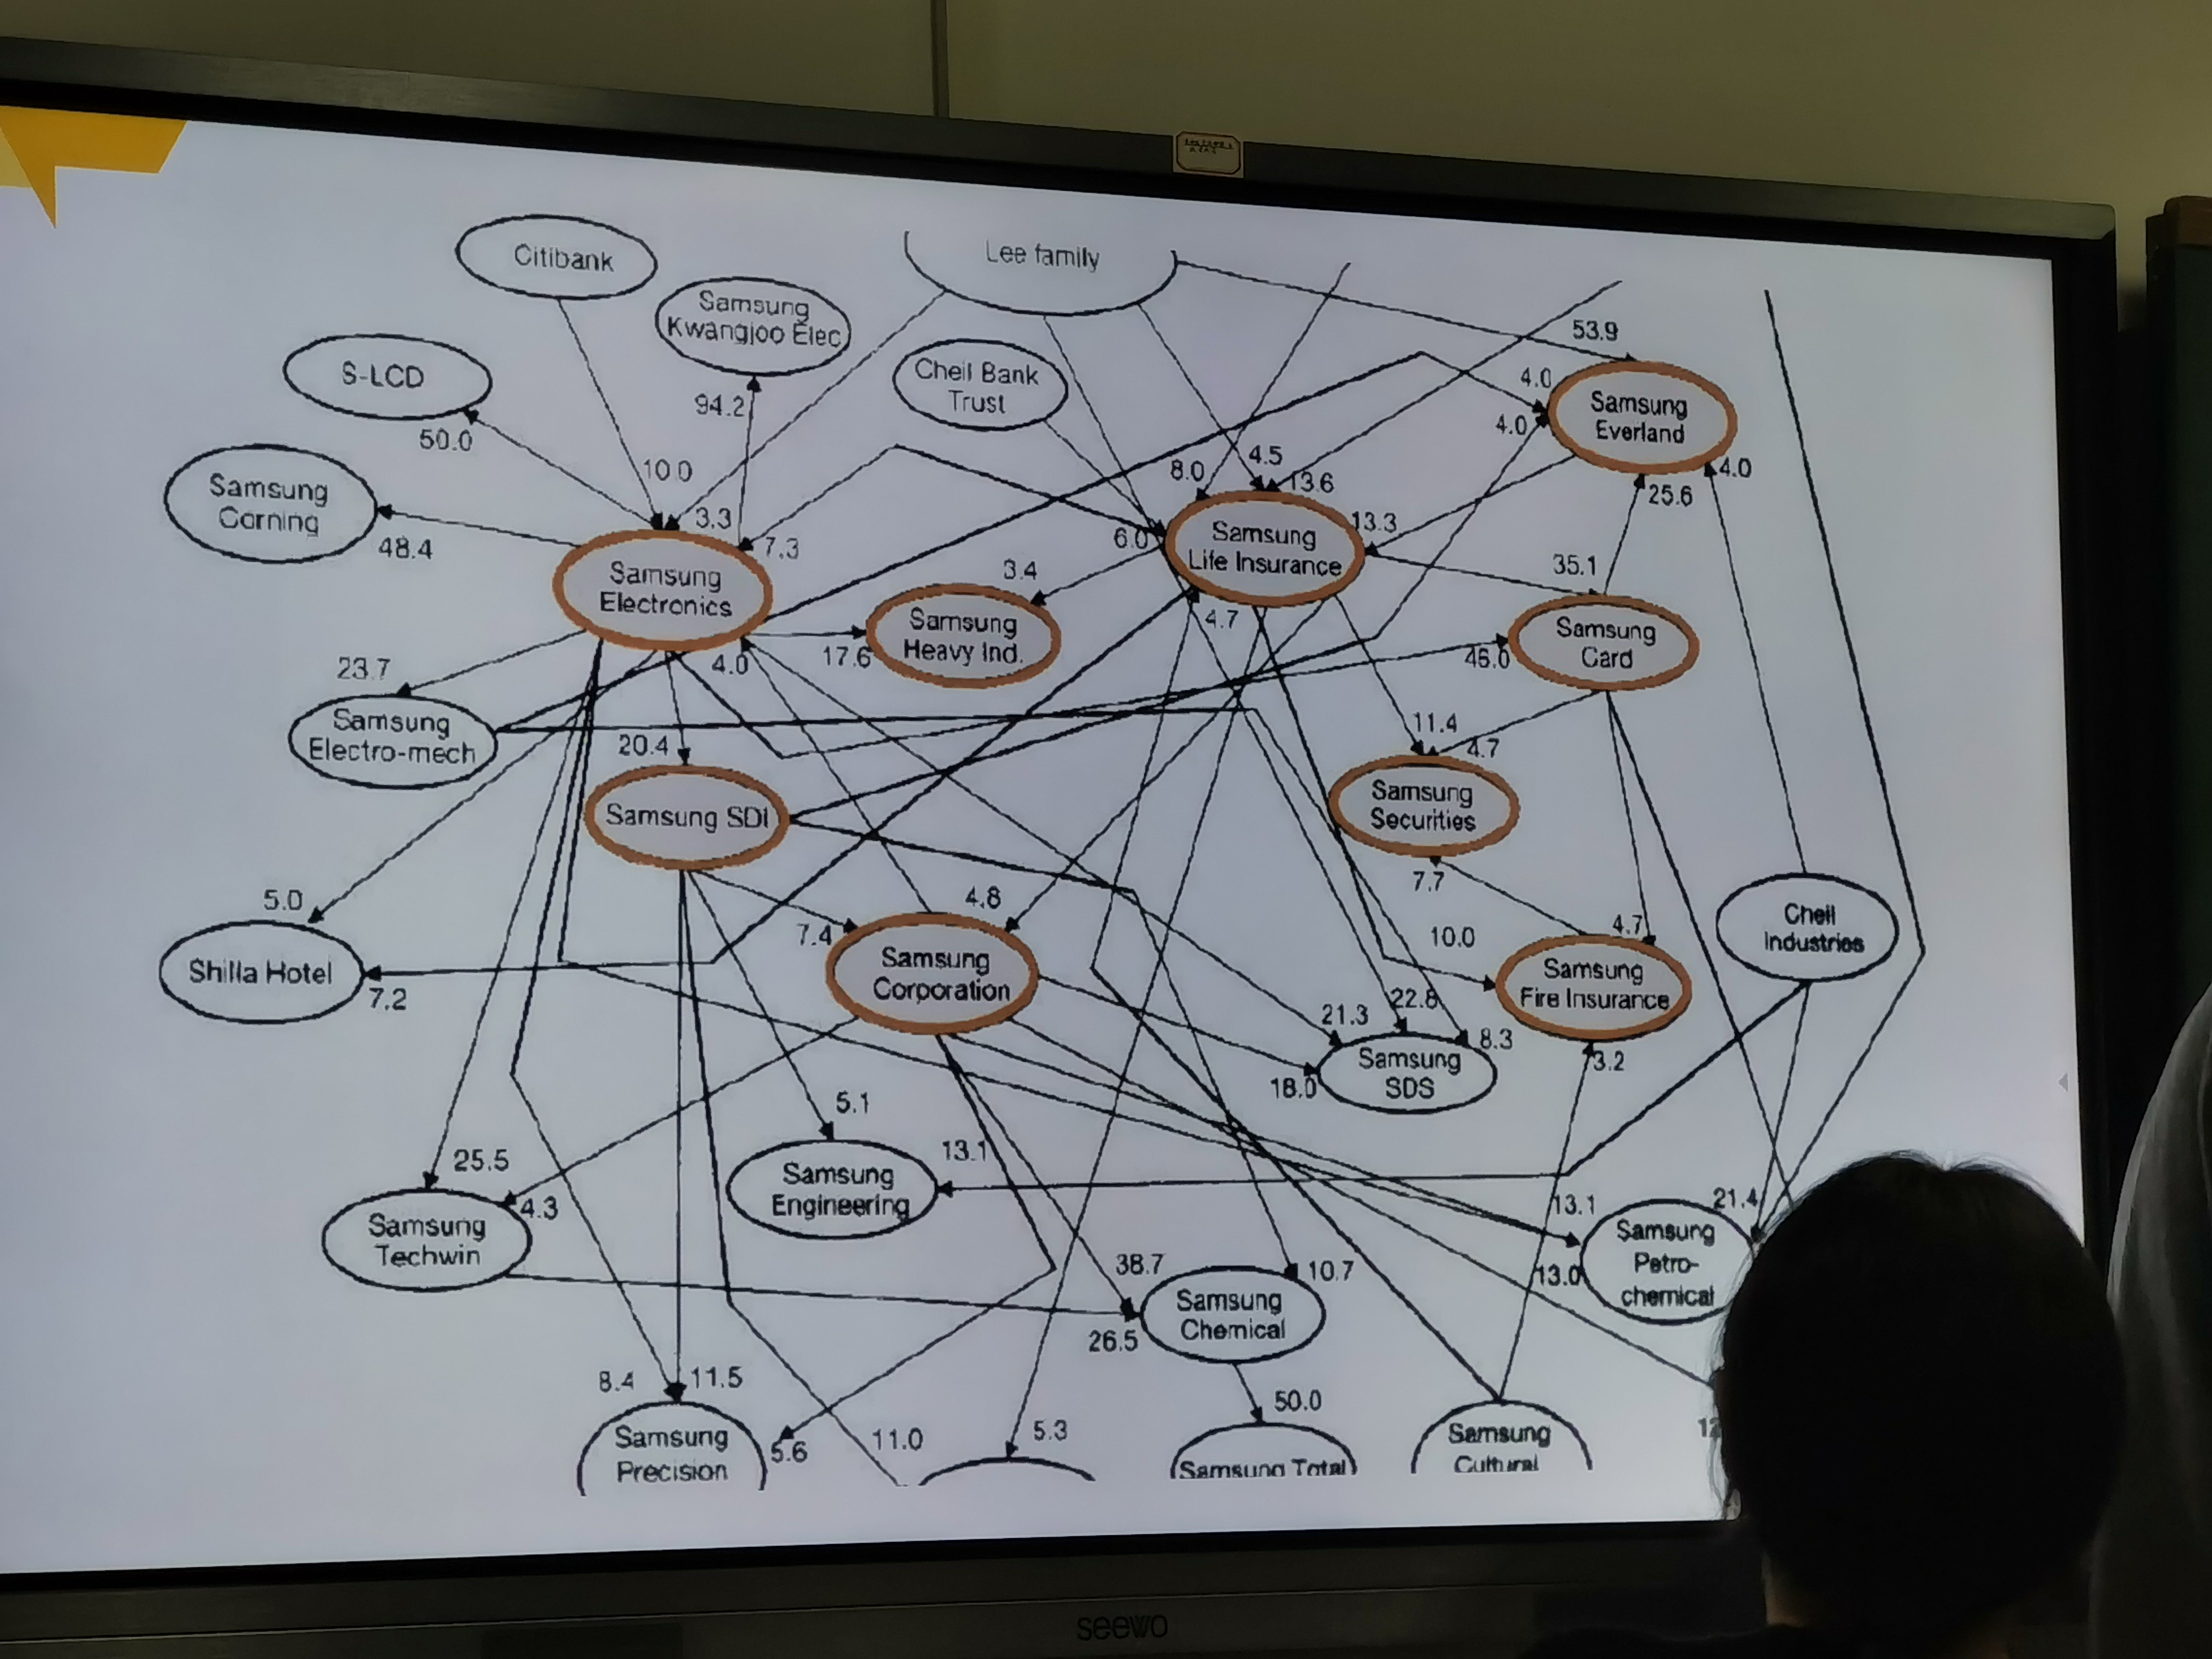 Citibank
Lee family
Samsung
Kwangjoo Elec
S-LCD
Cheil Bank
Trust
53.9
94.2
50.0
4.0
4.0
Samsung
Everland
Samsung
Corning
10.0
8.0
4.5
13.6
4.0
25.6
48.4
3.3
7.3
6.0
Samsung
Life Insurance
13.3
Samsung
Electronics
3.4
35.1
4.7
Samsung
Heavy Ind.
Samsung
Card
23.7
4.0
17.6
46.0
Samsung
Electro-mech
20.4
11.4
4.7
Samsung SDI
Samsung
Securities
5.0
4.8
7.7
7.4
4.7
Cheil
Industries
Shilla Hotel
7.2
Samsung
Corporation
10.0
Samsung
Fire Insurance
21.3
22.8
8.3
3.2
Samsung
SDS
18.0
5.1
25.5
13.1
Samsung
Engineering
4.3
Samsung
Techwin
13.1
21.4
Samsung
Petro-
chemical
13.0
38.7
10.7
Samsung
Chemical
26.5
8.4
11.5
50.0
Samsung
Precision
5.6
11.0
5.3
Samsung Total
Samsung
Cultural
seewo